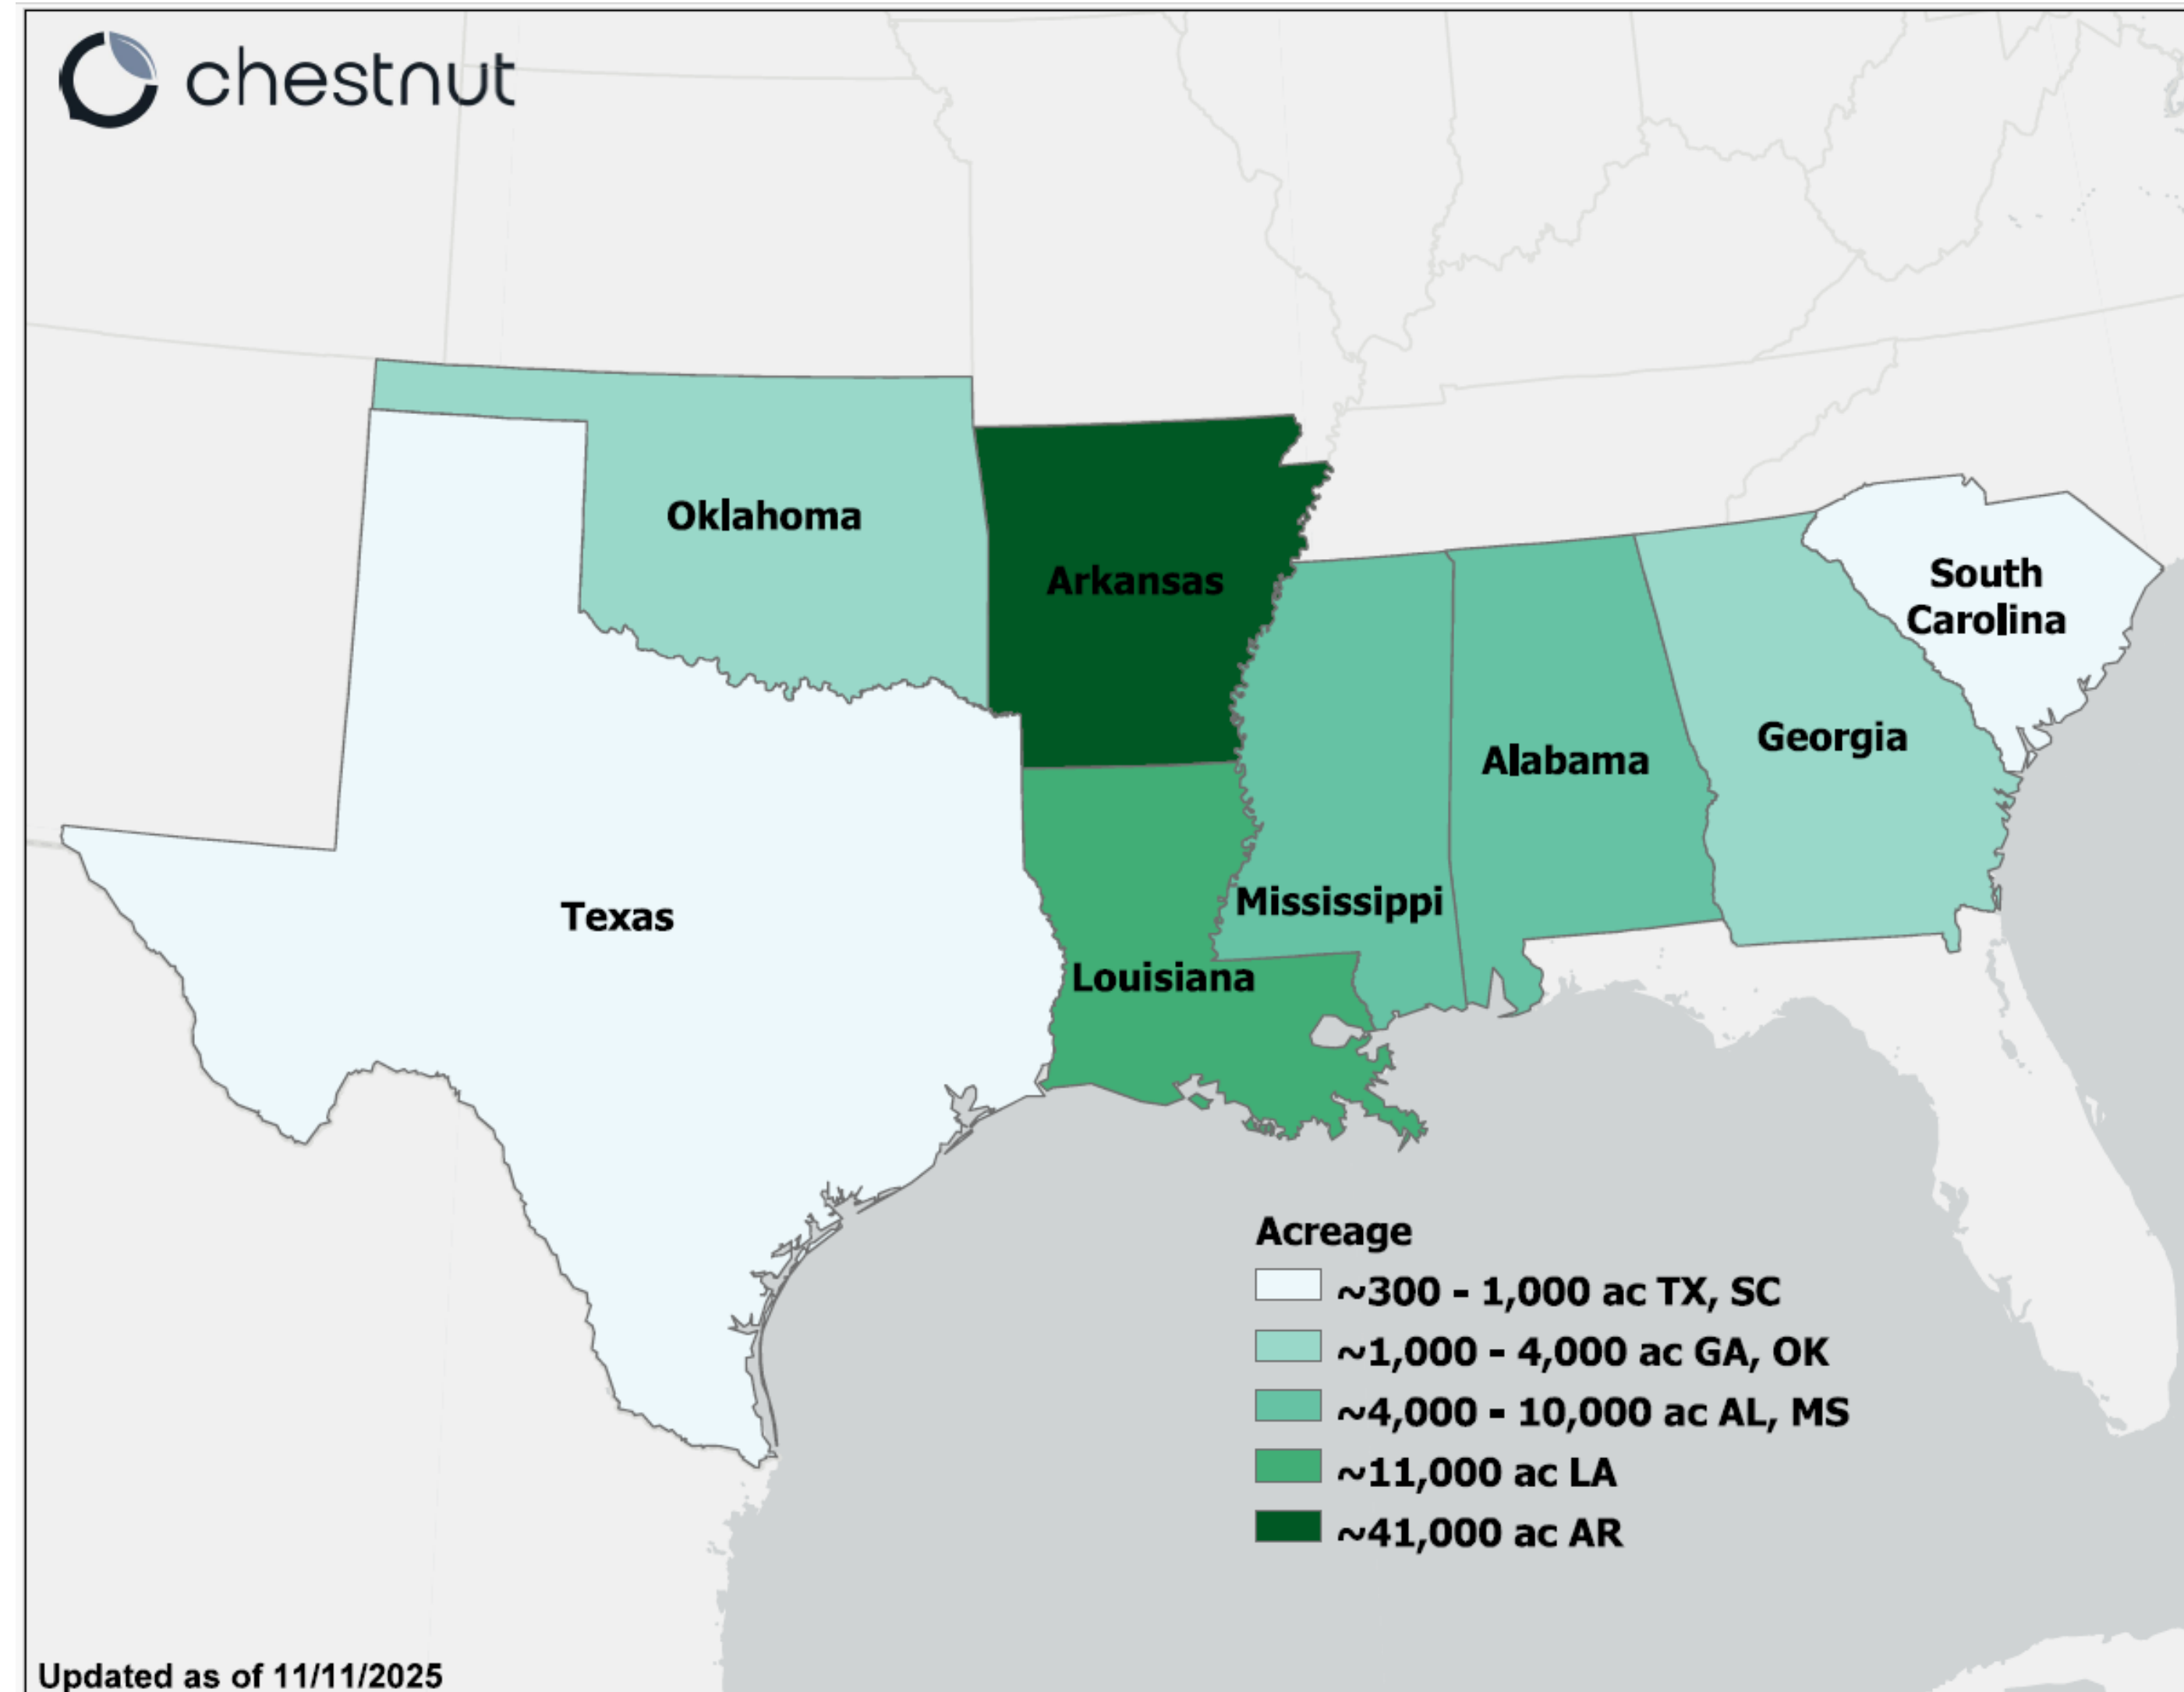 chestnut
Oklahoma
Arkansas
South
Carolina
Georgia
Alabama
Mississippi
Texas
Louisiana
Acreage
~300 - 1,000 ac TX, SC
~1,000 - 4,000 ac GA, OK
~4,000 - 10,000 ac AL, MS
~11,000 ac LA
~41,000 ac AR
Updated as of 11/11/2025